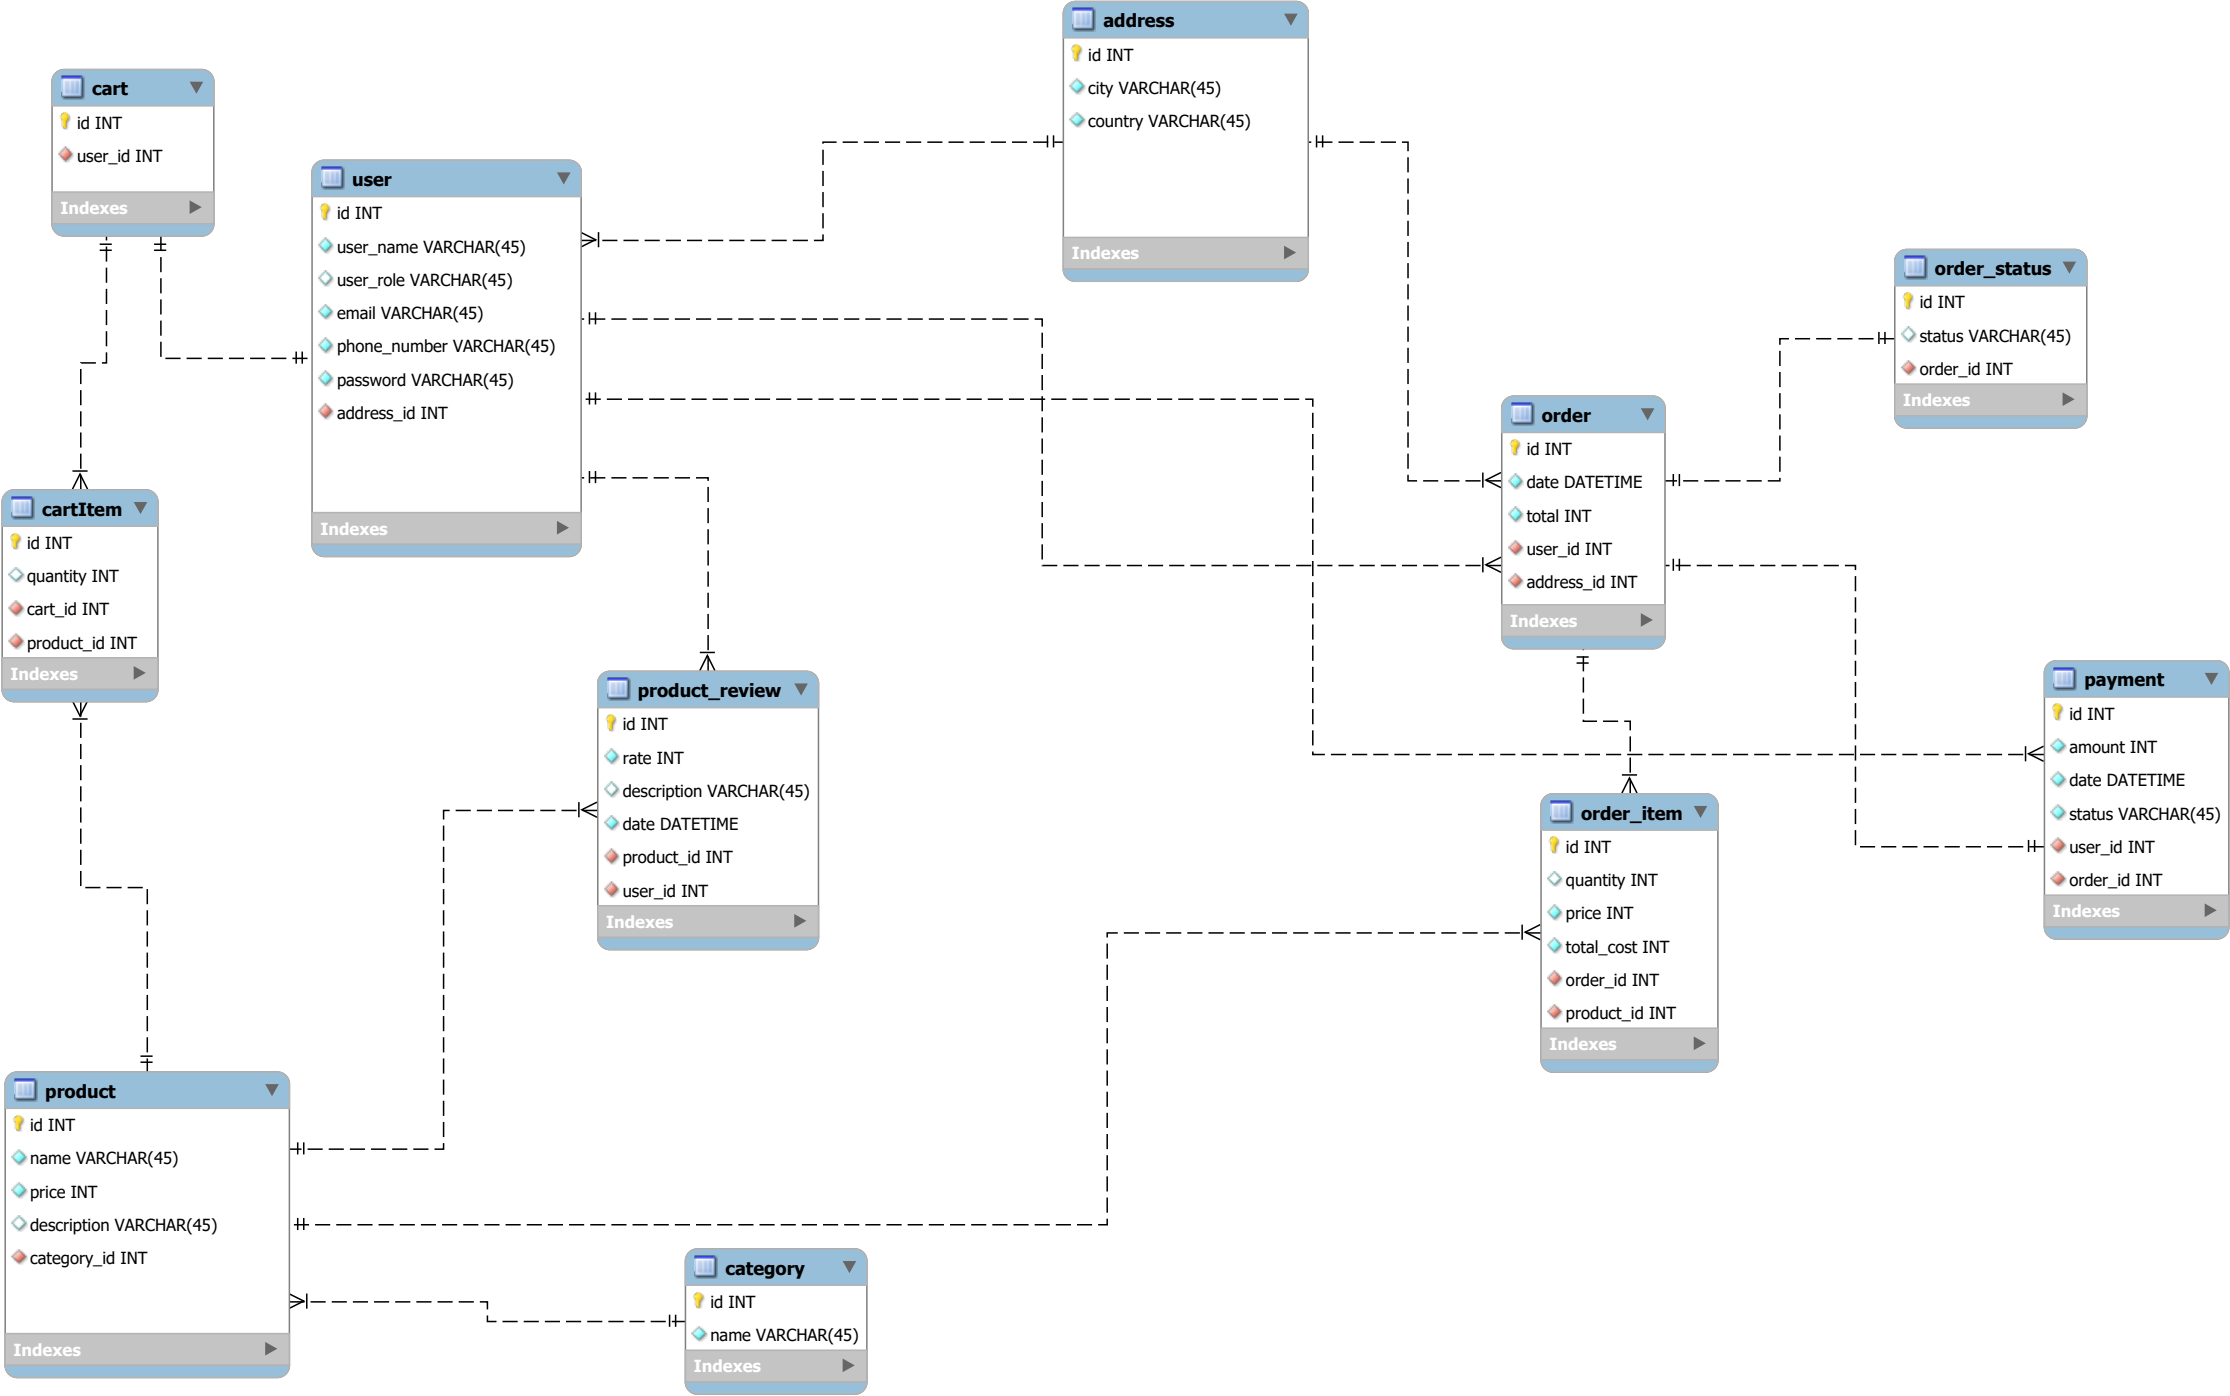 address
id INT
city VARCHAR(45)
country VARCHAR(45)
Indexes
cart
id INT
user_id INT
Indexes
user
id INT
user_name VARCHAR(45)
user_role VARCHAR(45)
email VARCHAR(45)
phone_number VARCHAR(45)
password VARCHAR(45)
address_id INT
Indexes
order_status
id INT
status VARCHAR(45)
order_id INT
Indexes
order
id INT
date DATETIME
total INT
user_id INT
address_id INT
Indexes
cartItem
id INT
quantity INT
cart_id INT
product_id INT
Indexes
product_review
id INT
rate INT
description VARCHAR(45)
date DATETIME
product_id INT
user_id INT
Indexes
payment
id INT
amount INT
date DATETIME
status VARCHAR(45)
user_id INT
order_id INT
Indexes
order_item
id INT
quantity INT
price INT
total_cost INT
order_id INT
product_id INT
Indexes
product
id INT
name VARCHAR(45)
price INT
description VARCHAR(45)
category_id INT
Indexes
category
id INT
name VARCHAR(45)
Indexes